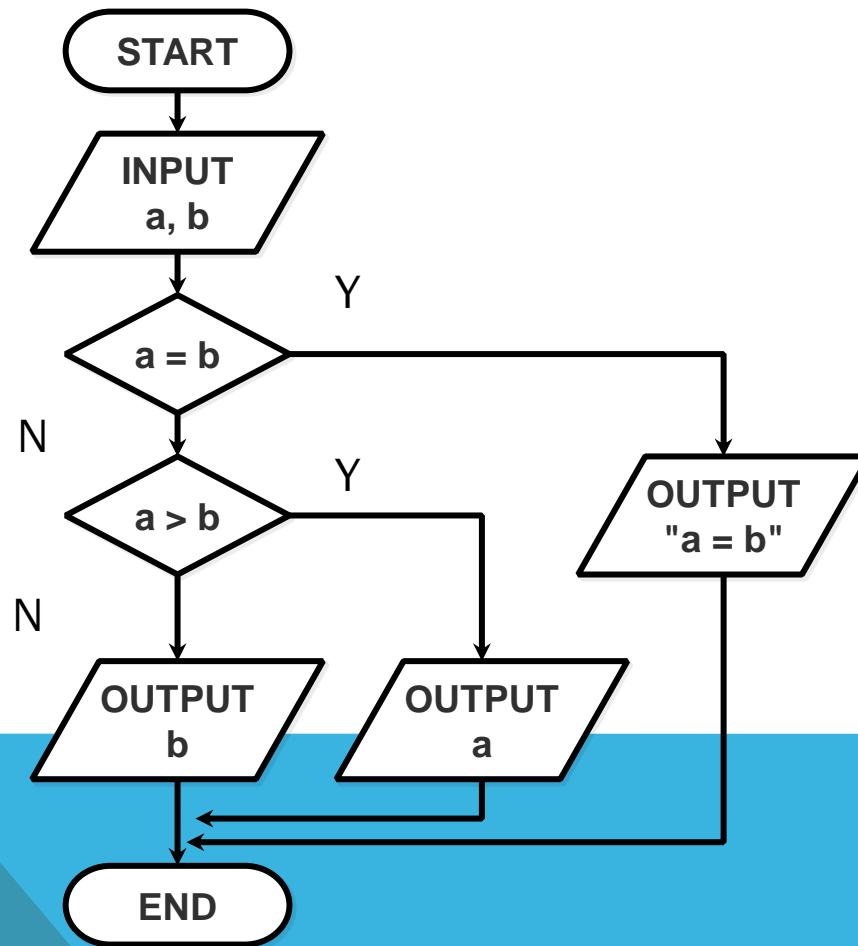 START
INPUT
a, b
Y
a = b
N
Y
a > b
OUTPUT
"a = b"
N
OUTPUT
b
OUTPUT
a
END